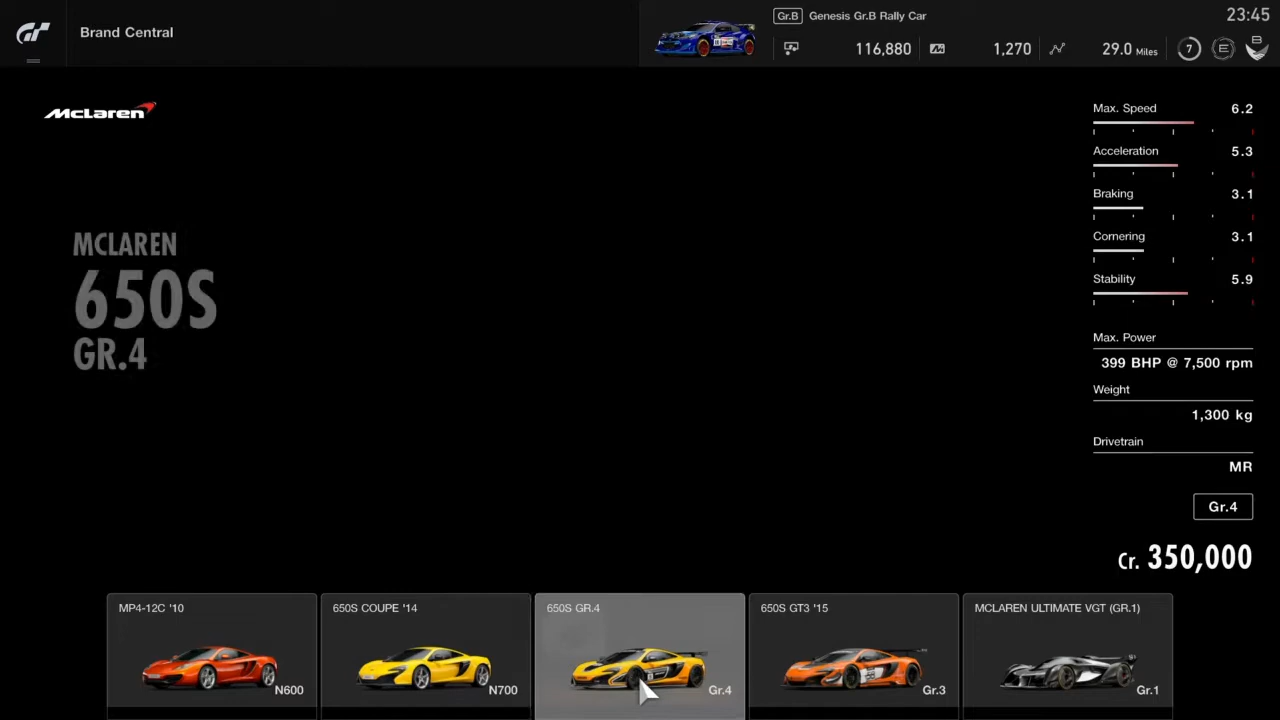 Brand Central
Gr.B Genesis Gr.B Rally Car
116,880 1,270 29.0 Miles 7 E B
23:45
McLaren
MCLAREN
650S
GR.4
Max. Speed 6.2
Acceleration 5.3
Braking 3.1
Cornering 3.1
Stability 5.9
Max. Power
399 BHP @ 7,500 rpm
Weight
1,300 kg
Drivetrain
MR
Gr.4
Cr. 350,000
MP4-12C '10
N600
650S COUPE '14
N700
650S GR.4
Gr.4
650S GT3 '15
Gr.3
MCLAREN ULTIMATE VGT (GR.1)
Gr.1